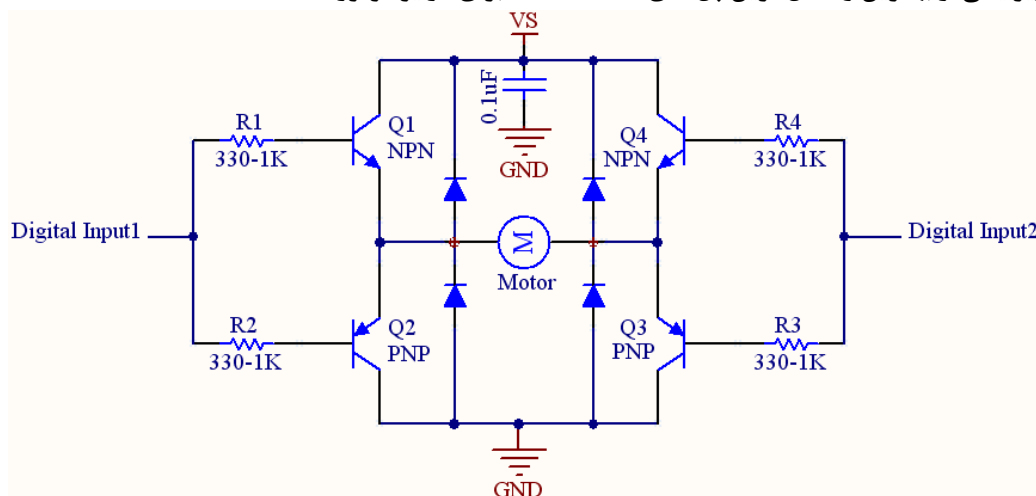 VS
0.1uF
GND
R1
330-1K
Q1
NPN
Q4
NPN
R4
330-1K
Digital Input1
M
Motor
Digital Input2
R2
330-1K
Q2
PNP
Q3
PNP
R3
330-1K
GND